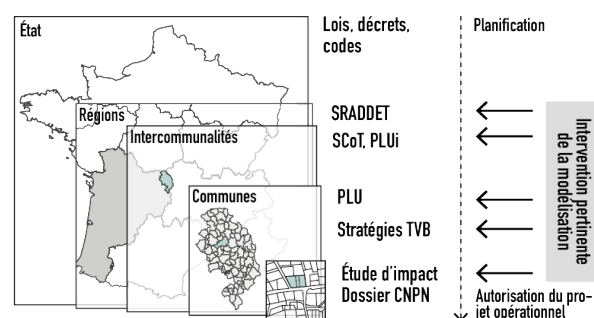 État
Lois, décrets,
codes
Planification
Régions
SRADDET
Intercommunalités
SCoT, PLUi
Communes
PLU
Stratégies TVB
Étude d'impact
Dossier CNPN
Intervention pertinente
de la modélisation
Autorisation du pro-
jet opérationnel